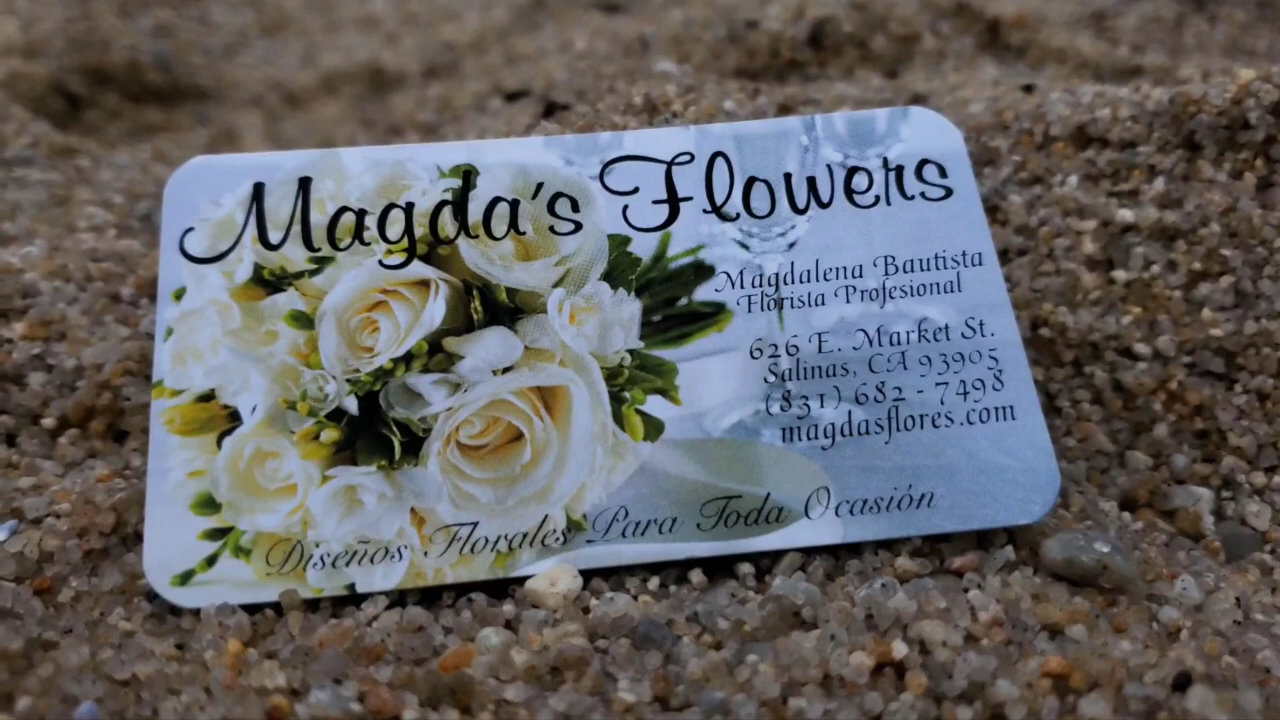 Magda's Flowers
Magdalena Bautista
Florista Profesional
626 E. Market St.
Salinas, CA 93905
(831) 682 - 7498
magdasflores.com
Diseños Florales Para Toda Ocasión